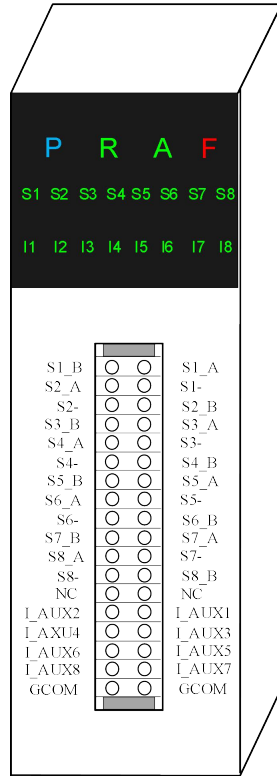 P R A F
S1 S2 S3 S4 S5 S6 S7 S8
I1 I2 I3 I4 I5 I6 I7 I8
S1_B S1_A
S2_A S1-
S2- S2_B
S3_B S3_A
S4_A S3-
S4- S4_B
S5_B S5_A
S6_A S5-
S6- S6_B
S7_B S7_A
S8_A S7-
S8- S8_B
NC NC
I_AUX2 I_AUX1
I_AXU4 I_AUX3
I_AUX6 I_AUX5
I_AUX8 I_AUX7
GCOM GCOM